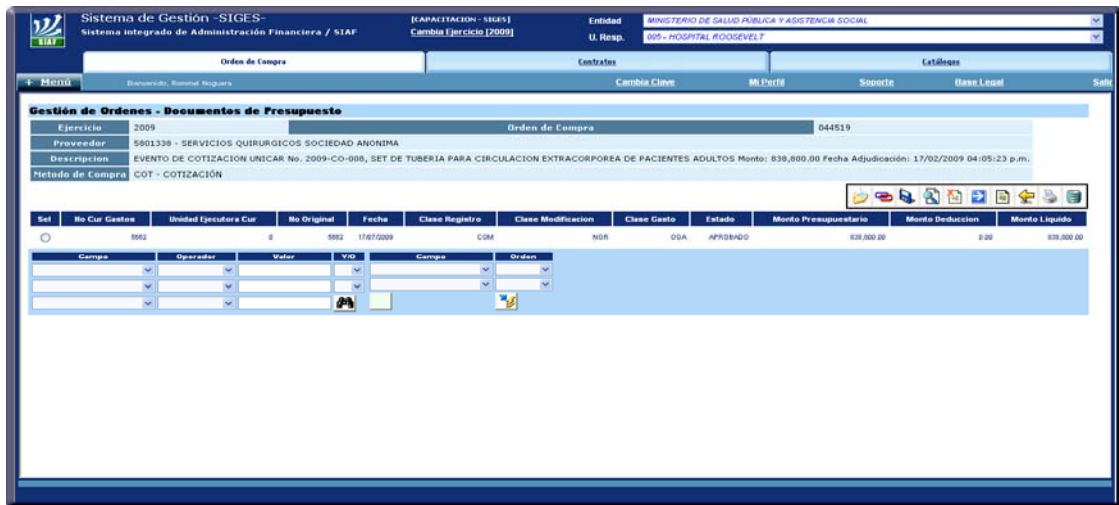 Sistema de Gestión -SIGES-
Sistema integrado de Administración Financiera / SIAF
SIAF
[CAPACITACION - SIGES]
Cambia Ejercicio [2009]
Entidad MINISTERIO DE SALUD PÚBLICA Y ASISTENCIA SOCIAL
U. Resp. 005 - HOSPITAL ROOSEVELT
Orden de Compra Contratos Catálogos
+ Menú Bienvenido, Rommel Noguera Cambia Clave Mi Perfil Soporte Base Legal Salir
Gestión de Ordenes - Documentos de Presupuesto
Ejercicio 2009 Orden de Compra 044519
Proveedor 5801338 - SERVICIOS QUIRURGICOS SOCIEDAD ANONIMA
Descripcion EVENTO DE COTIZACION UNICAR No. 2009-CO-008, SET DE TUBERIA PARA CIRCULACION EXTRACORPOREA DE PACIENTES ADULTOS Monto: 838,800.00 Fecha Adjudicación: 17/02/2009 04:05:23 p.m.
Metodo de Compra COT - COTIZACIÓN
Sel No Cur Gastos Unidad Ejecutora Cur No Original Fecha Clase Registro Clase Modificacion Clase Gasto Estado Monto Presupuestario Monto Deduccion Monto Liquido
5882 0 5882 17/07/2009 COM NOR OGA APROBADO 838,800.00 0.00 838,800.00
Campo Operador Valor Y/O Campo Orden